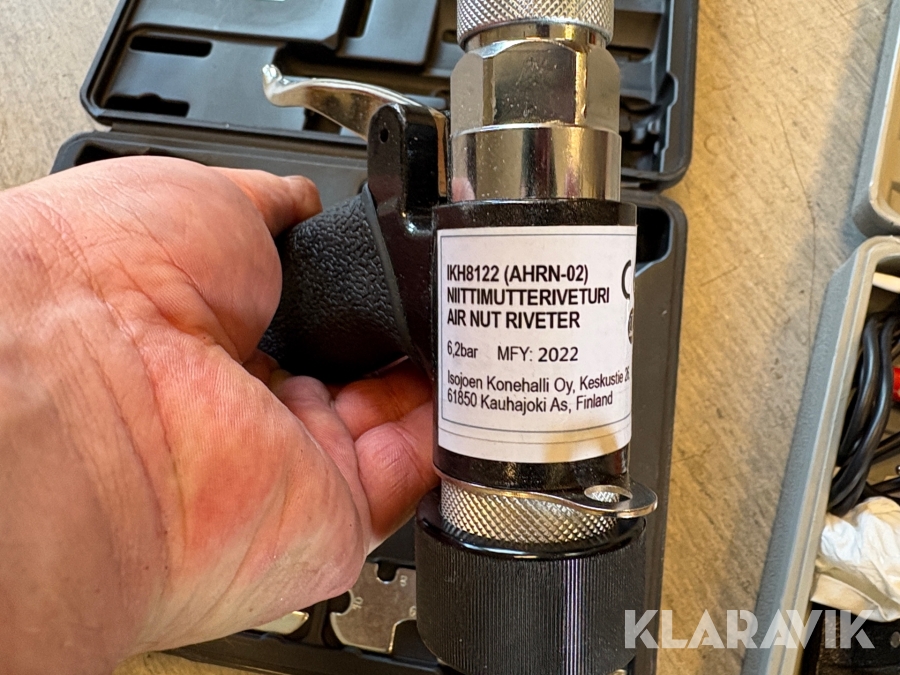 IKH8122 (AHRN-02)
NIITTIMUTTERIVETURI
AIR NUT RIVETER
6,2bar MFY: 2022
Isojoen Konehalli Oy, Keskustie
61850 Kauhajoki As, Finland
KLARAVIK